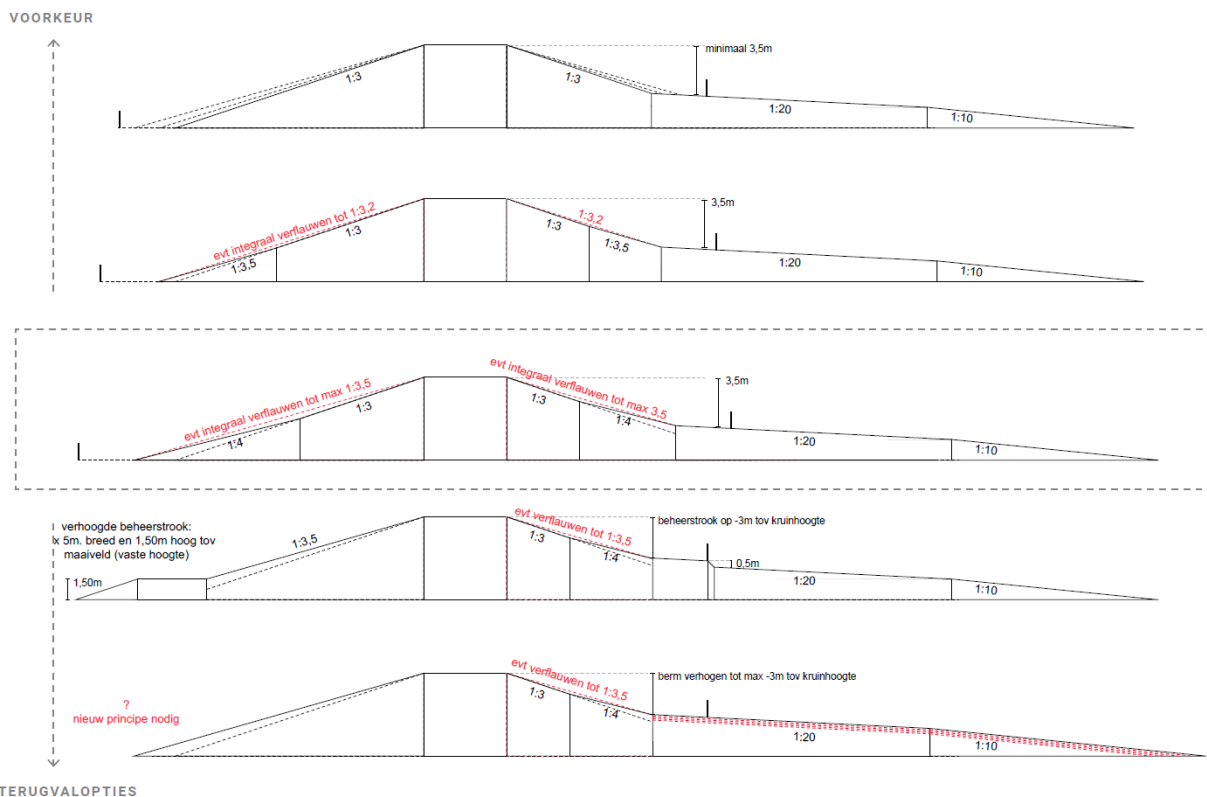 VOORKEUR
minimaal 3,5m
1:3
1:3
1:20
1:10
evt integraal verflauwen tot 1:3,2
1:3
1:3,5
1:3,2
1:3
1:3,5
3,5m
1:20
1:10
evt integraal verflauwen tot max 1:3,5
1:3
1:4
evt integraal verflauwen tot max 3,5
1:3
1:4
3,5m
1:20
1:10
verhoogde beheerstrook:
x 5m. breed en 1,50m hoog tov
maaiveld (vaste hoogte)
1,50m
1:3,5
evt verflauwen tot 1:3,5
1:3
1:4
beheerstrook op -3m tov kruinhoogte
0,5m
1:20
1:10
?
nieuw principe nodig
evt verflauwen tot 1:3,5
1:3
1:4
berm verhogen tot max -3m tov kruinhoogte
1:20
1:10
TERUGVALOPTIES